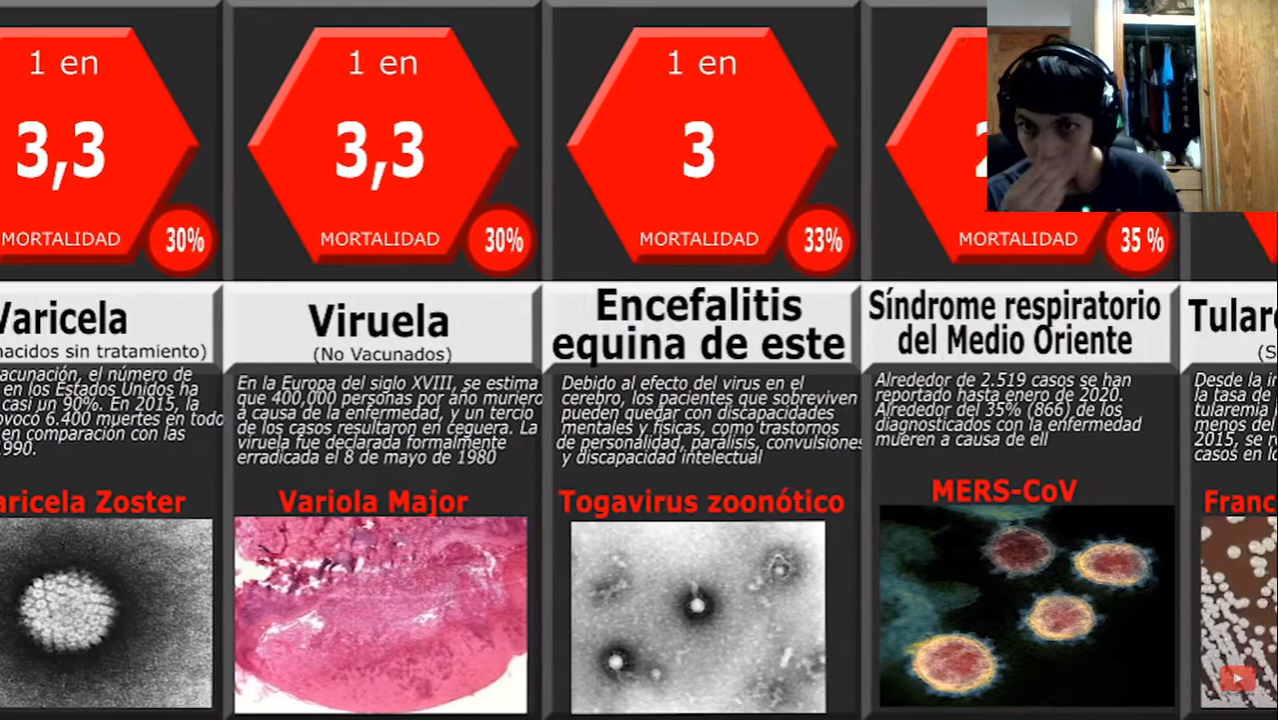 1 en
3,3
MORTALIDAD
30%
Varicela
nacidos sin tratamiento)
acunación, el número de
en los Estados Unidos ha
casi un 90%. En 2015, la
ovocó 6.400 muertes en todo
en comparación con las
990.
aricela Zoster
1 en
3,3
MORTALIDAD
30%
Viruela
(No Vacunados)
En la Europa del siglo XVIII, se estima
que 400,000 personas por año muriero
a causa de la enfermedad, y un tercio
de los casos resultaron en ceguera. La
viruela fue declarada formalmente
erradicada el 8 de mayo de 1980
Variola Major
1 en
3
MORTALIDAD
33%
Encefalitis
equina de este
Debido al efecto del virus en el
cerebro, los pacientes que sobreviven
pueden quedar con discapacidades
mentales y físicas, como trastornos
de personalidad, parálisis, convulsiones
y discapacidad intelectual
Togavirus zoonótico
MORTALIDAD
35 %
Síndrome respiratorio
del Medio Oriente
Alrededor de 2.519 casos se han
reportado hasta enero de 2020.
Alrededor del 35% (866) de los
diagnosticados con la enfermedad
mueren a causa de ell
MERS-CoV
Tular
(S
Desde la i
la tasa de
tularemia
menos del
2015, se r
casos en l
Franc